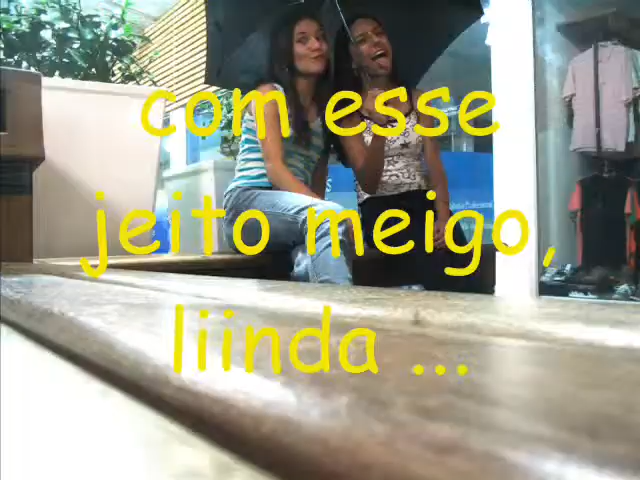 com esse
jeito meigo,
liinda ...